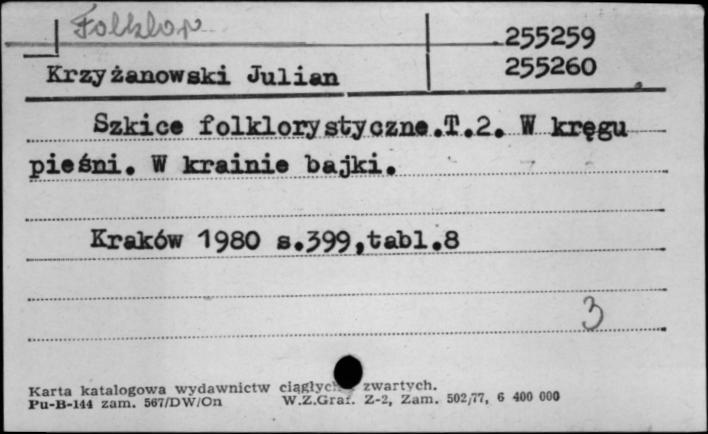 Folklor
255259
Krzyżanowski Julian 255260
Szkice folklorystyczne.T.2. W kręgu
pieśni. W krainie bajki.
Kraków 1980 s.399,tabl.8
3
Karta katalogowa wydawnictw zwartych.
Pu-B-144 zam. 567/DW/On W.Z.Graf. Z-2, Zam. 502/77, 6 400 000